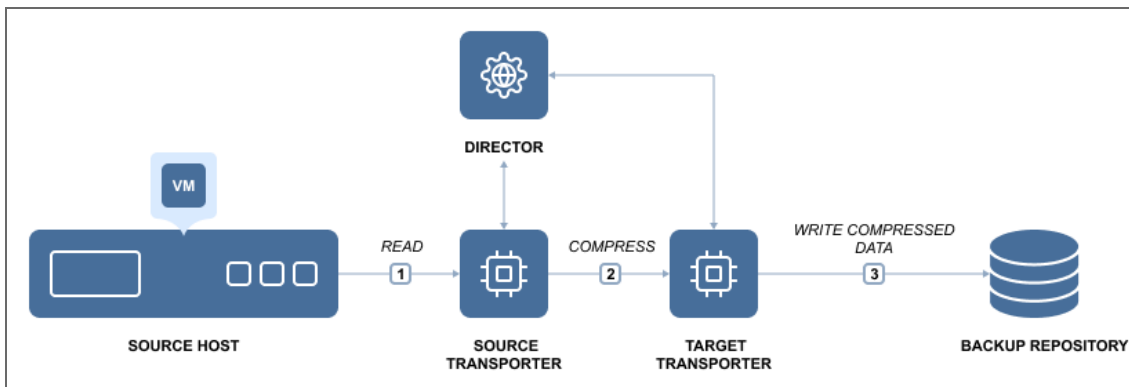 DIRECTOR
VM
READ
1
COMPRESS
2
WRITE COMPRESSED
DATA
3
SOURCE HOST
SOURCE
TRANSPORTER
TARGET
TRANSPORTER
BACKUP REPOSITORY